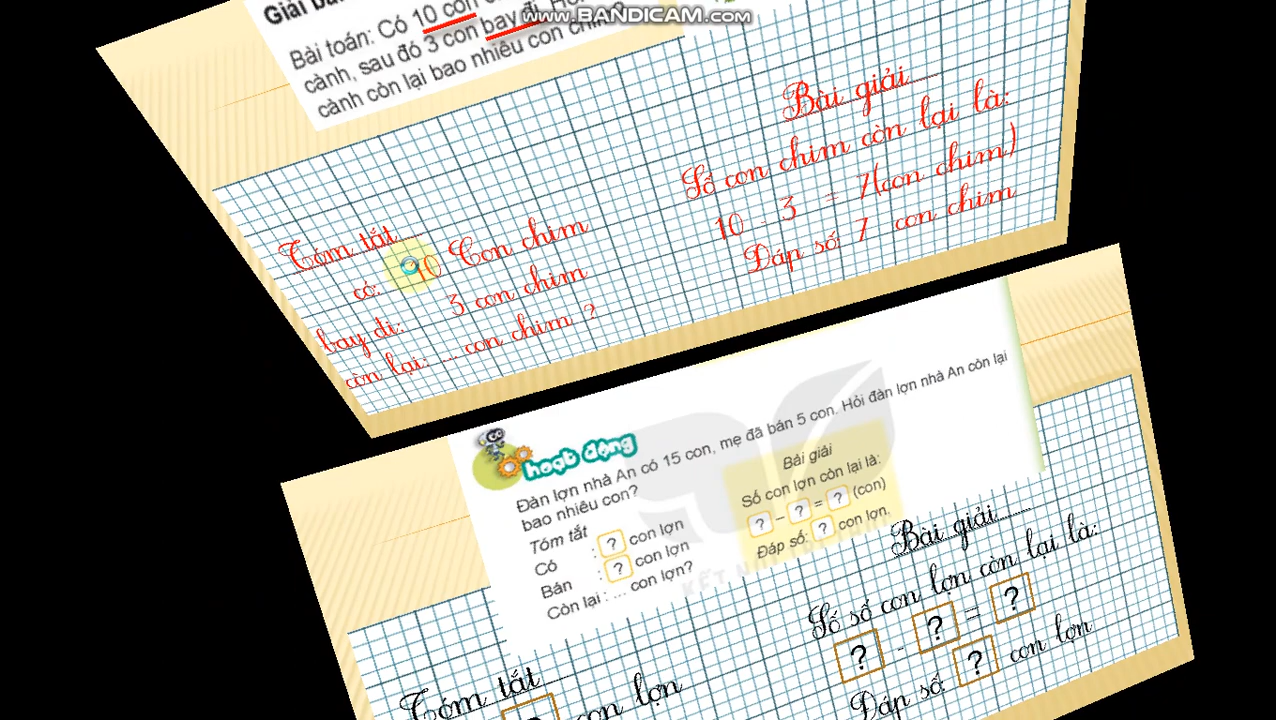 www.BANDICAM.com
Giải
Bài toán: Có 10 con
cành, sau đó 3 con bay đi.
cành còn lại bao nhiêu con chim?
Tóm tắt
có: 10 Con chim
bay đi: 3 con chim
còn lại: ... con chim ?
Bài giải
Số con chim còn lại là:
10 - 3 = 7(con chim)
Đáp số 7 con chim
hoạt động
Đàn lợn nhà An có 15 con, mẹ đã bán 5 con. Hỏi đàn lợn nhà An còn lại
bao nhiêu con?
Tóm tắt
Có : ? con lợn
Bán : ? con lợn
Còn lại : ... con lợn?
Bài giải
Số con lợn còn lại là:
? − ? = ? (con)
Đáp số: ? con lợn.
Tóm tắt
con lợn
Bài giải
Số số con lợn còn lại là:
? - ? = ?
Đáp số ? con lợn